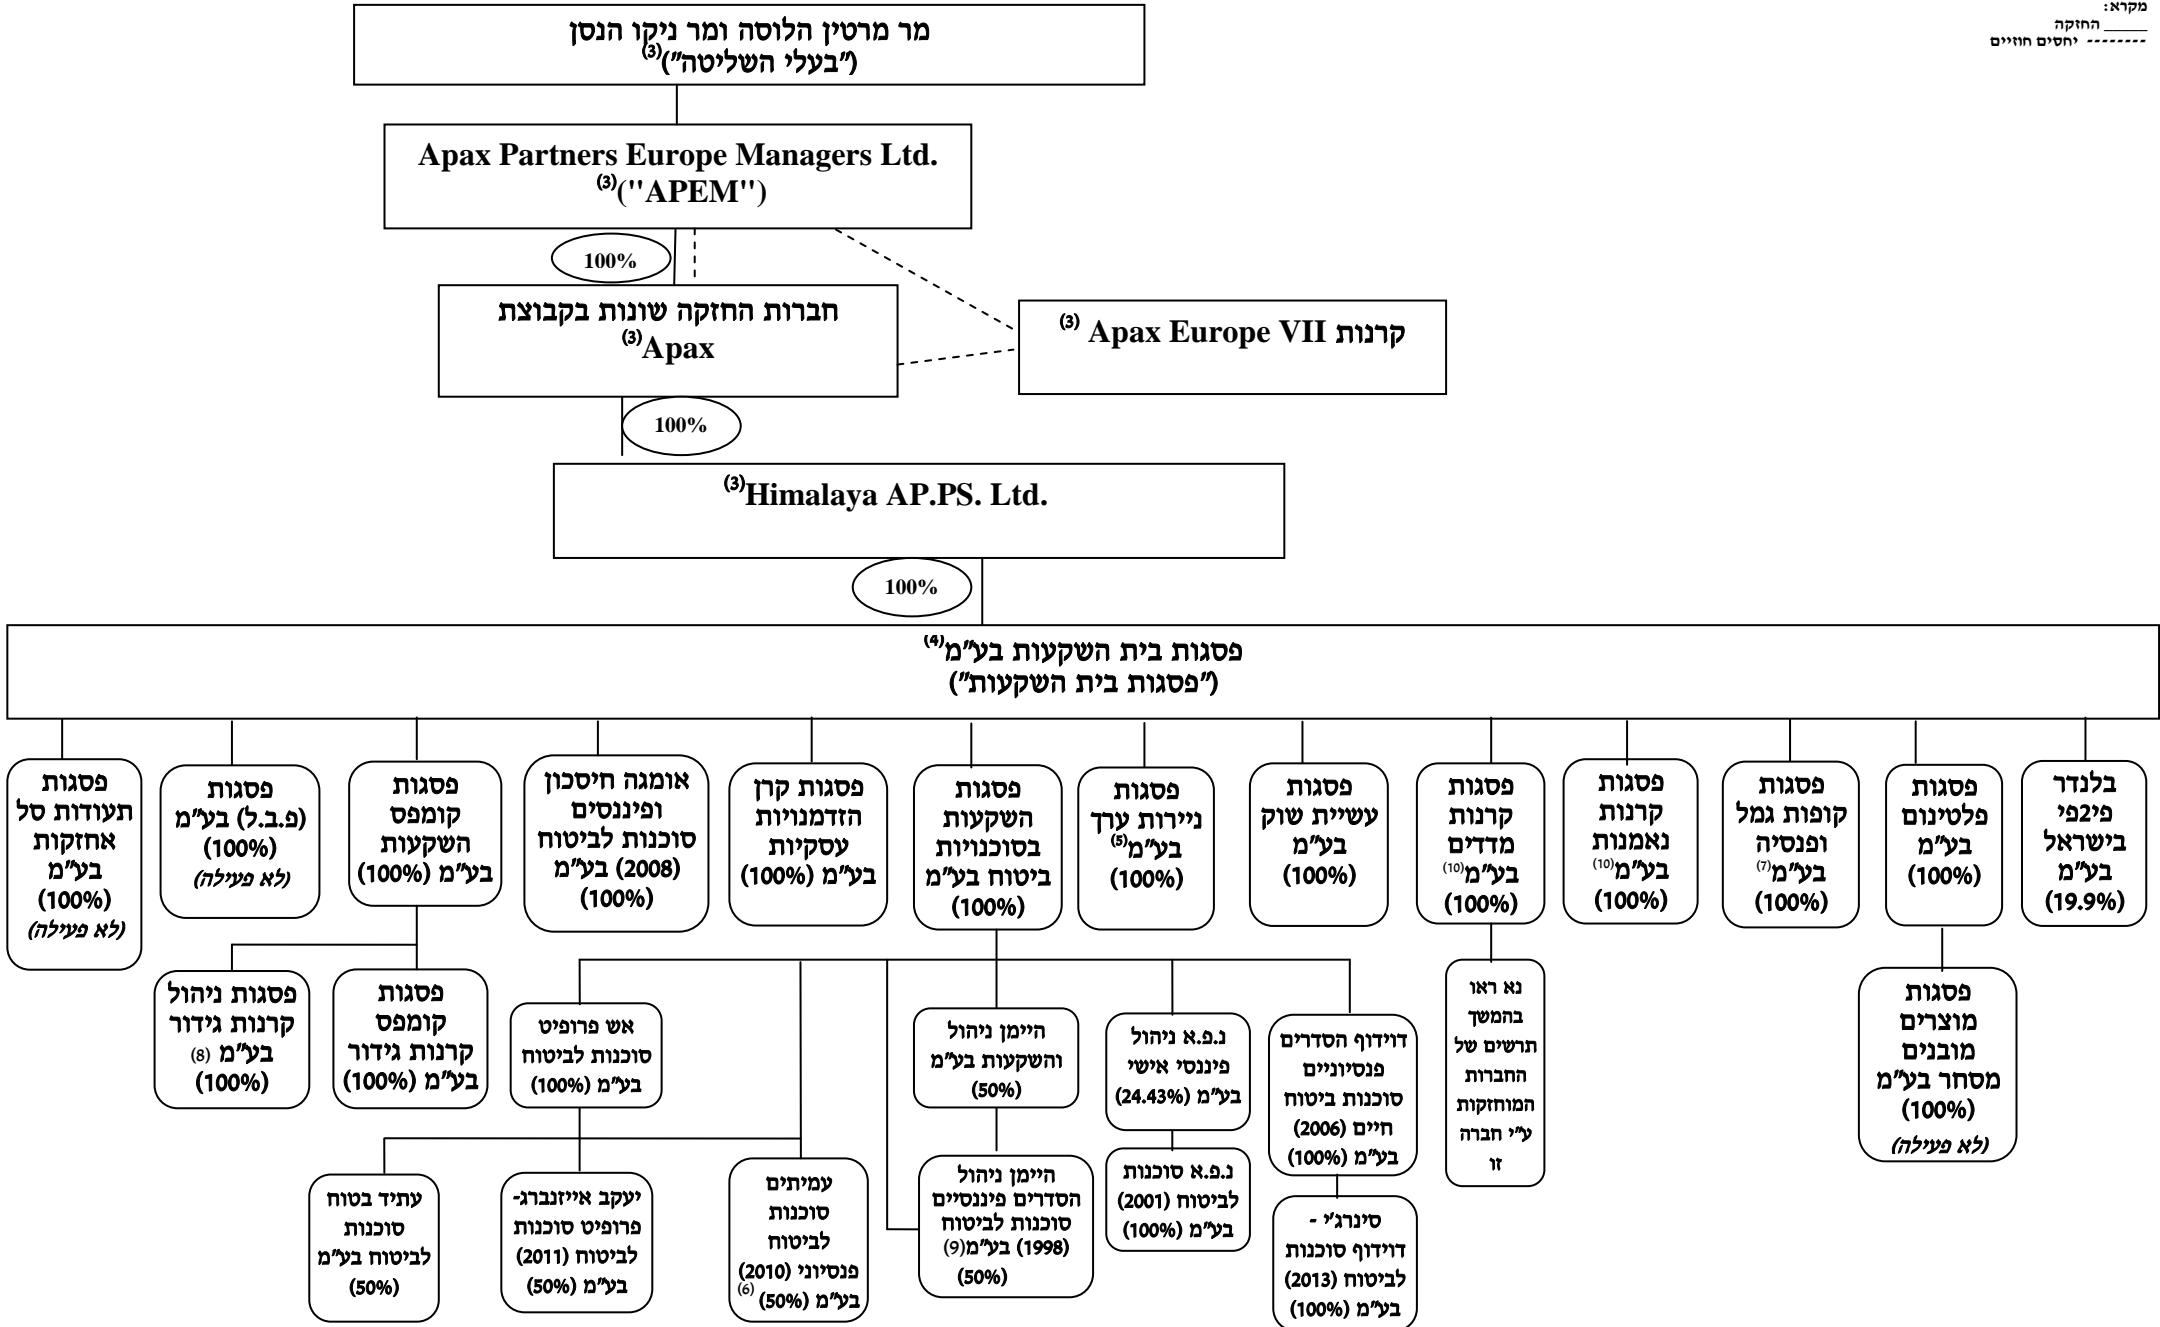 מקרא:
_____ החזקה
-------- יחסים חוזיים
מר מרטין הלוסה ומר ניקו הנסן
("בעלי השליטה")(3)
Apax Partners Europe Managers Ltd.
(3)("APEM")
100%
חברות החזקה שונות בקבוצת
(3)Apax
קרנות Apax Europe VII (3)
100%
(3)Himalaya AP.PS. Ltd.
100%
פסגות בית השקעות בע"מ(4)
("פסגות בית השקעות")
בלנדר
פי2פי
בישראל
בע"מ
(19.9%)
פסגות
פלטינום
בע"מ
(100%)
פסגות
קופות גמל
ופנסיה
בע"מ(7)
(100%)
פסגות
קרנות
נאמנות
בע"מ(10)
(100%)
פסגות
קרנות
מדדים
בע"מ(10)
(100%)
פסגות
עשיית שוק
בע"מ
(100%)
פסגות
ניירות ערך
בע"מ(5)
(100%)
פסגות
השקעות
בסוכנויות
ביטוח בע"מ
(100%)
פסגות קרן
הזדמנויות
עסקיות
בע"מ (100%)
אומגה חיסכון
ופיננסים
סוכנות לביטוח
(2008) בע"מ
(100%)
פסגות
קומפס
השקעות
בע"מ (100%)
פסגות
(פ.ב.ל) בע"מ
(100%)
(לא פעילה)
פסגות
תעודות סל
אחזקות
בע"מ
(100%)
(לא פעילה)
פסגות
מוצרים
מובנים
מסחר בע"מ
(100%)
(לא פעילה)
נא ראו
בהמשך
תרשים של
החברות
המוחזקות
ע"י חברה
זו
דוידוף הסדרים
פנסיוניים
סוכנות ביטוח
חיים (2006)
בע"מ (100%)
נ.פ.א ניהול
פיננסי אישי
בע"מ (24.43%)
היימן ניהול
והשקעות בע"מ
(50%)
אש פרופיט
סוכנות לביטוח
בע"מ (100%)
פסגות
קומפס
קרנות גידור
בע"מ (100%)
פסגות ניהול
קרנות גידור
בע"מ (8)
(100%)
סינרג'י -
דוידוף סוכנות
לביטוח (2013)
בע"מ (100%)
נ.פ.א סוכנות
לביטוח (2001)
בע"מ (100%)
היימן ניהול
הסדרים פיננסיים
סוכנות לביטוח
(1998) בע"מ(9)
(50%)
עמיתים
סוכנות
לביטוח
פנסיוני (2010)
בע"מ (50%) (6)
יעקב אייזנברג-
פרופיט סוכנות
לביטוח (2011)
בע"מ (50%)
עתיד בטוח
סוכנות
לביטוח בע"מ
(50%)